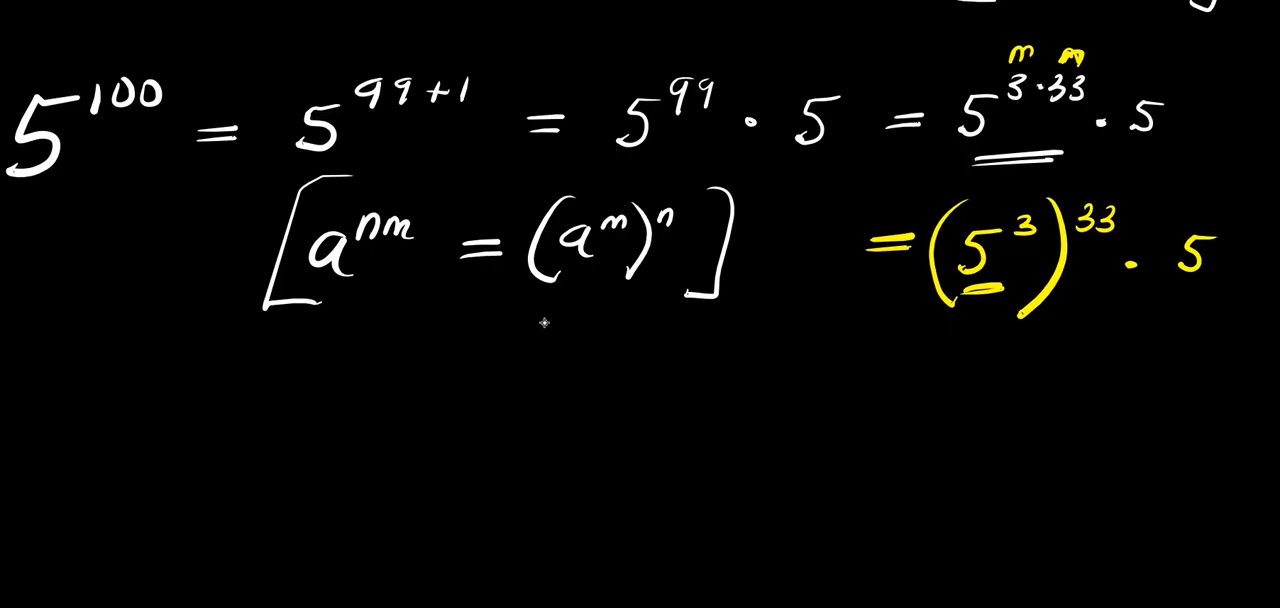 5^100 = 5^(99+1) = 5^99 · 5 = 5^(3·33) · 5
m m
[a^(nm) = (a^m)^n] = (5^3)^33 · 5